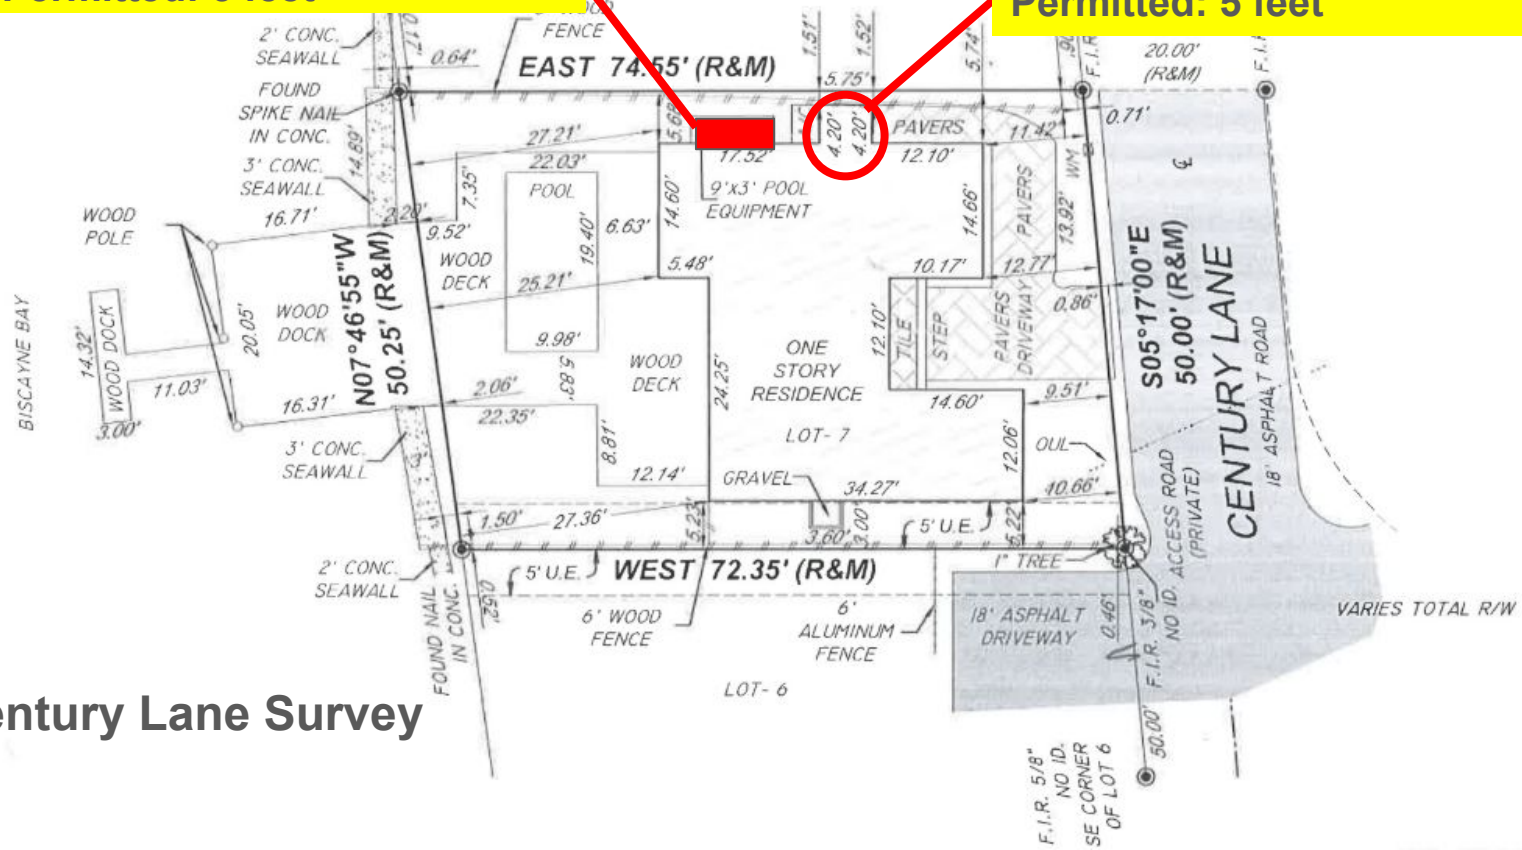 Permitted: 5 feet
2' CONC.
SEAWALL
0.64'
0.17'
WOOD
FENCE
1.51'
1.52'
5.74'
20.00'
(R&M)
F.I.R.
EAST 74.55' (R&M)
5.75'
FOUND
SPIKE NAIL
IN CONC.
14.89'
3' CONC.
SEAWALL
27.21'
22.03'
5.68'
17.52'
4.20'
4.20'
PAVERS
11.42'
0.71'
12.10'
WM
POOL
7.35'
9'x3' POOL
EQUIPMENT
14.60'
14.66'
PAVERS
13.92'
WOOD
POLE
16.71'
2.20'
9.52'
19.40'
6.63'
WOOD
DECK
5.48'
10.17'
12.77'
25.21'
0.86'
N07°46'55"W
50.25' (R&M)
S05°17'00"E
50.00' (R&M)
CENTURY LANE
18' ASPHALT ROAD
BISCAYNE BAY
14.32'
WOOD DOCK
20.05'
WOOD
DOCK
11.03'
3.00'
16.31'
9.98'
5.83'
WOOD
DECK
24.25'
ONE
STORY
RESIDENCE
LOT- 7
12.10'
TILE
STEP
PAVERS
DRIVEWAY
2.06'
22.35'
14.60'
9.51'
3' CONC.
SEAWALL
8.81'
12.14'
GRAVEL
34.27'
12.06'
OUL
10.66'
1.50'
27.36'
5.23'
3.60'
3.00'
5' U.E.
5.22'
1" TREE
ACCESS ROAD
(PRIVATE)
2' CONC.
SEAWALL
5' U.E.
WEST 72.35' (R&M)
FOUND NAIL
IN CONC.
0.62'
6' WOOD
FENCE
6'
ALUMINUM
FENCE
18' ASPHALT
DRIVEWAY
0.46'
F.I.R. 3/8"
NO ID.
VARIES TOTAL R/W
LOT- 6
50.00'
F.I.R. 5/8"
NO ID.
SE CORNER
OF LOT 6
Century Lane Survey